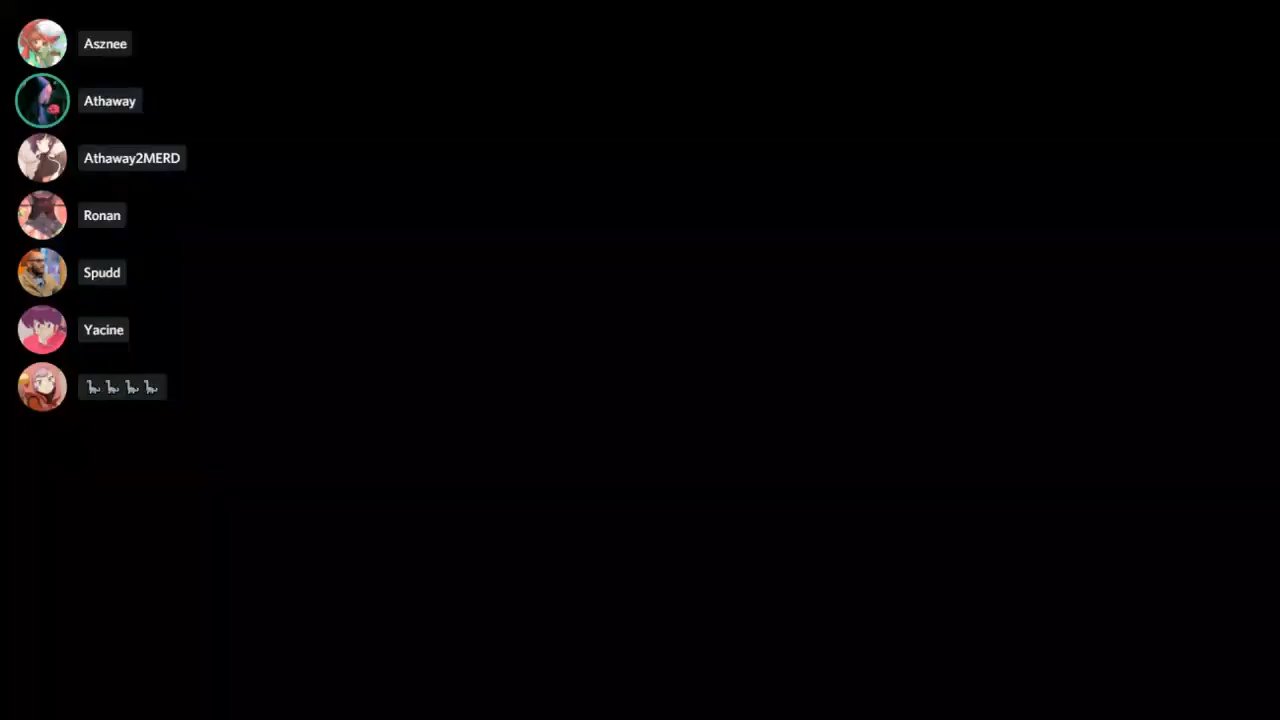 Asznee
Athaway
Athaway2MERD
Ronan
Spudd
Yacine
🦕 🦕 🦕 🦕